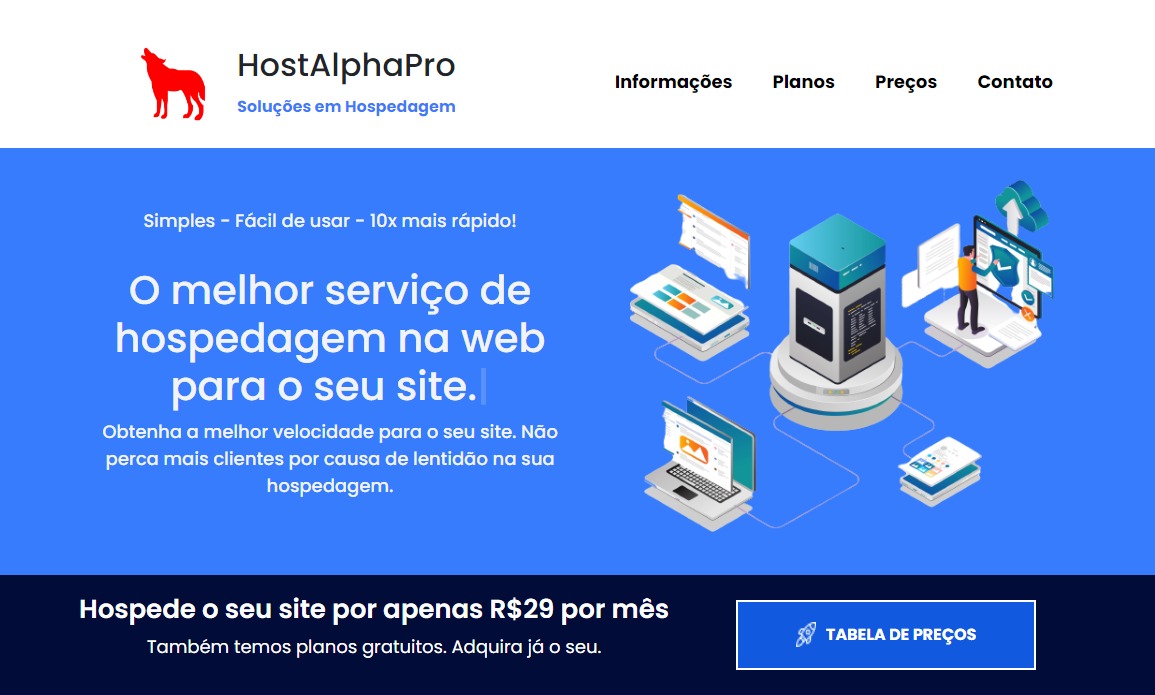 HostAlphaPro
Soluções em Hospedagem
Informações
Planos
Preços
Contato
Simples - Fácil de usar - 10x mais rápido!
O melhor serviço de
hospedagem na web
para o seu site.
Obtenha a melhor velocidade para o seu site. Não
perca mais clientes por causa de lentidão na sua
hospedagem.
Hospede o seu site por apenas R$29 por mês
Também temos planos gratuitos. Adquira já o seu.
TABELA DE PREÇOS